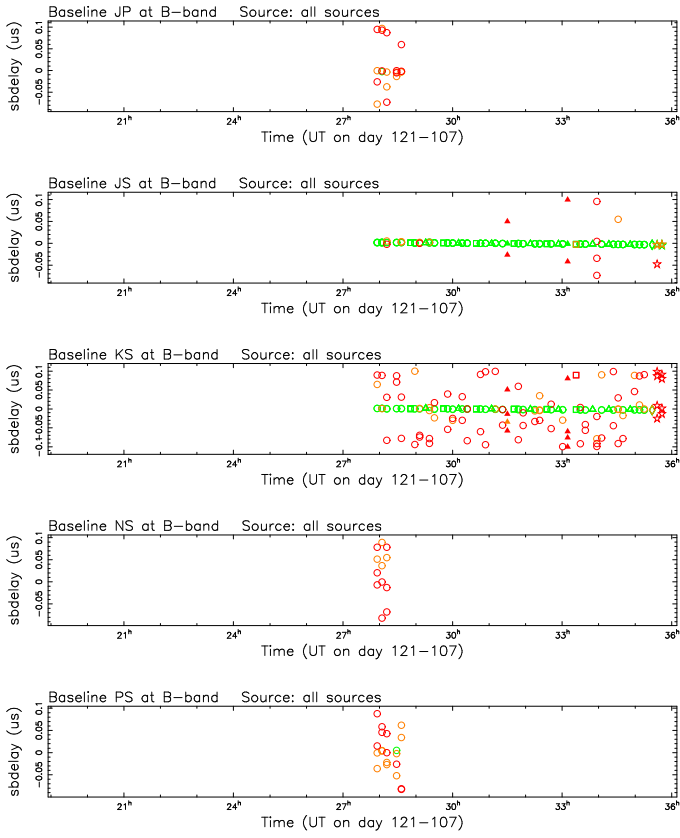 Baseline JP at B-band Source: all sources
sbdelay (us)
0.1
0.05
0
-0.05
21h 24h 27h 30h 33h 36h
Time (UT on day 121-107)
Baseline JS at B-band Source: all sources
sbdelay (us)
0.1
0.05
0
-0.05
21h 24h 27h 30h 33h 36h
Time (UT on day 121-107)
Baseline KS at B-band Source: all sources
sbdelay (us)
0.1
0.05
0
-0.05
-0.1
21h 24h 27h 30h 33h 36h
Time (UT on day 121-107)
Baseline NS at B-band Source: all sources
sbdelay (us)
0.1
0.05
0
-0.05
21h 24h 27h 30h 33h 36h
Time (UT on day 121-107)
Baseline PS at B-band Source: all sources
sbdelay (us)
0.1
0.05
0
-0.05
21h 24h 27h 30h 33h 36h
Time (UT on day 121-107)